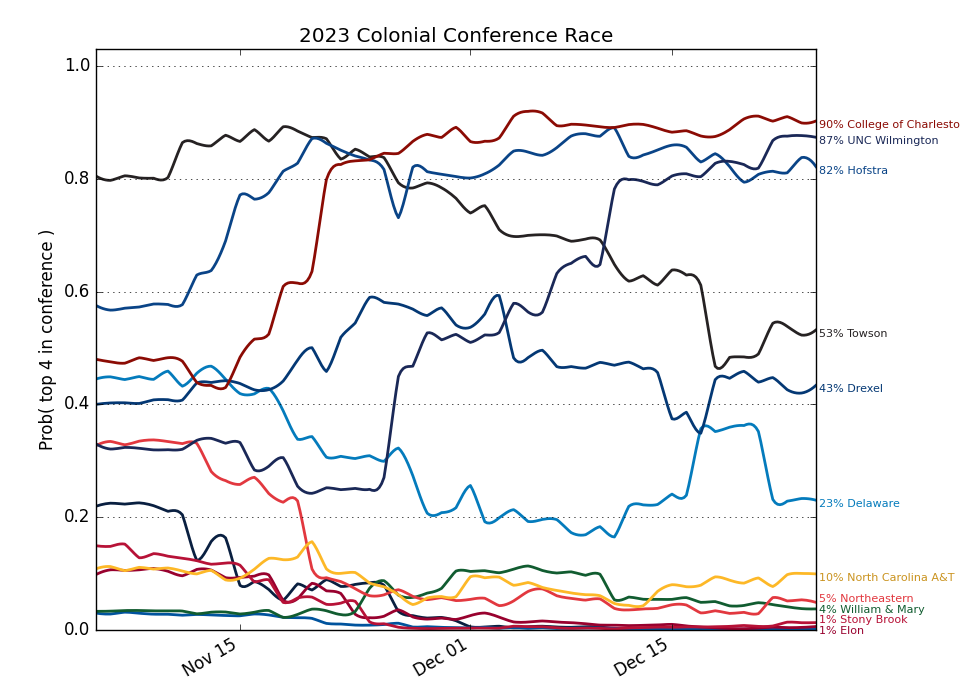 2023 Colonial Conference Race
Prob( top 4 in conference )
1.0
0.8
0.6
0.4
0.2
0.0
Nov 15
Dec 01
Dec 15
90% College of Charlesto
87% UNC Wilmington
82% Hofstra
53% Towson
43% Drexel
23% Delaware
10% North Carolina A&T
5% Northeastern
4% William & Mary
1% Stony Brook
1% Elon